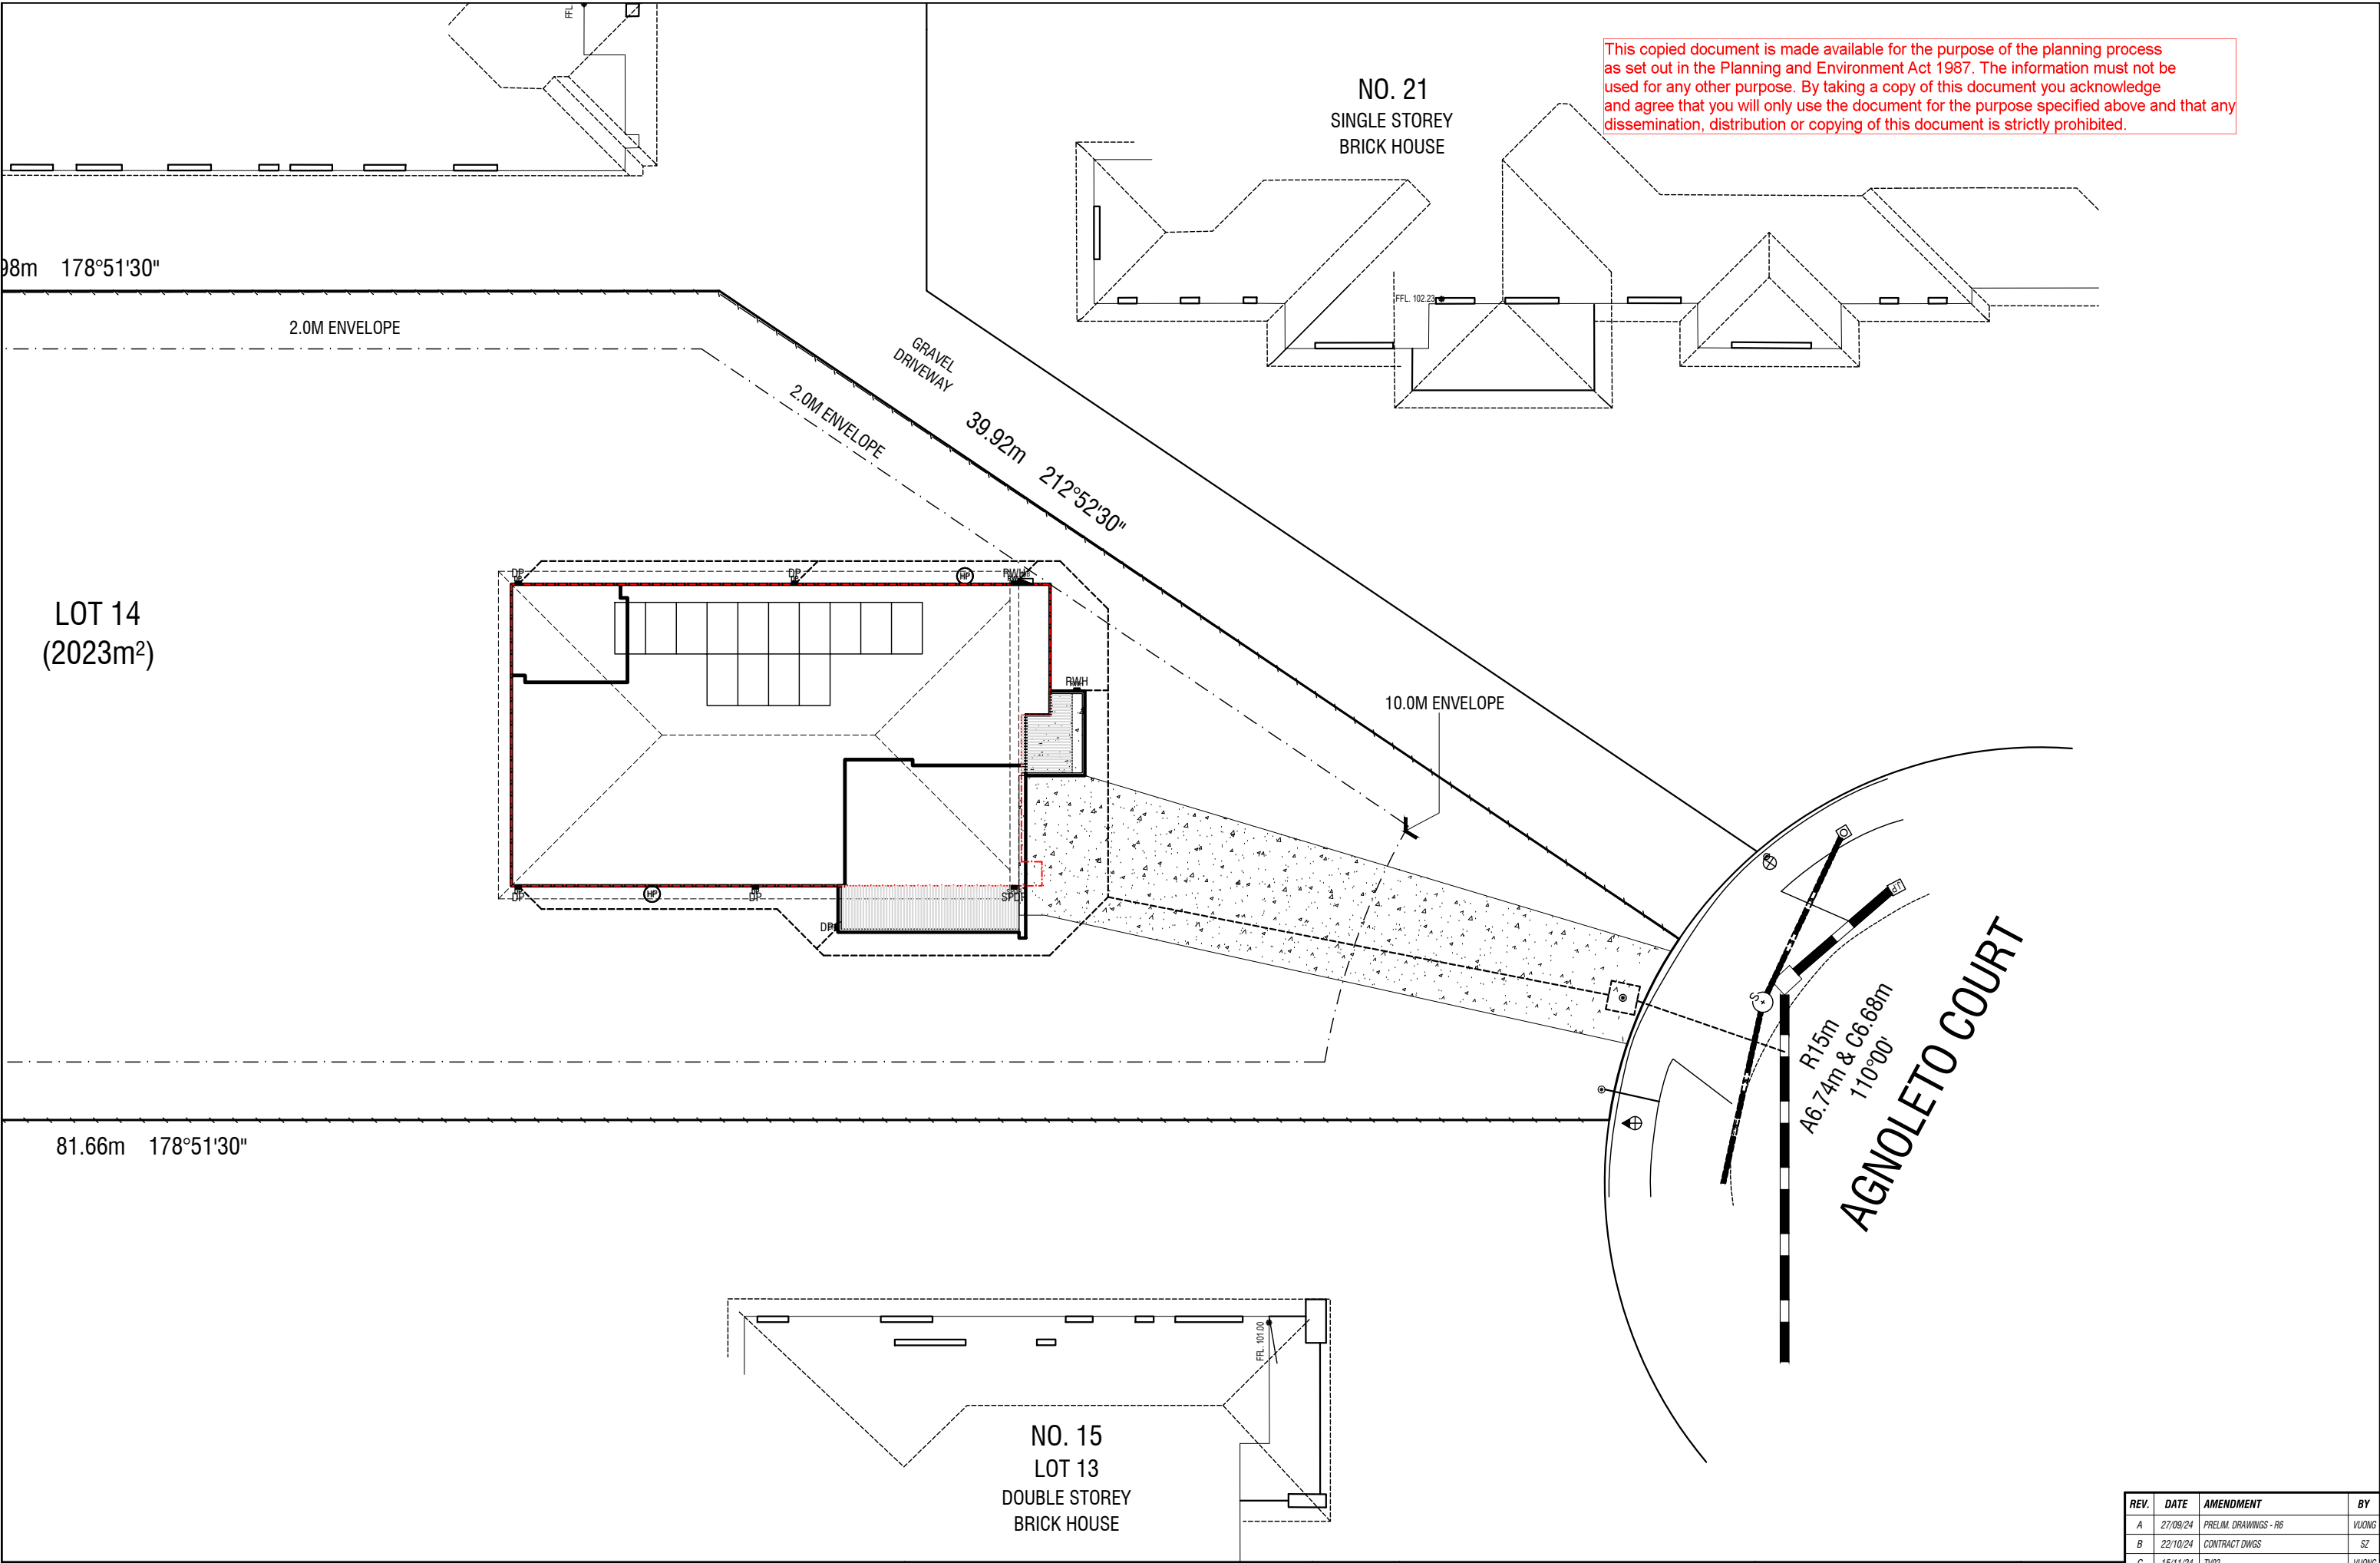 This copied document is made available for the purpose of the planning process
as set out in the Planning and Environment Act 1987. The information must not be
used for any other purpose. By taking a copy of this document you acknowledge
and agree that you will only use the document for the purpose specified above and that any
dissemination, distribution or copying of this document is strictly prohibited.
FFL.
NO. 21
SINGLE STOREY
BRICK HOUSE
98m 178°51'30"
2.0M ENVELOPE
FFL. 102.23
GRAVEL
DRIVEWAY
2.0M ENVELOPE
39.92m 212°52'30"
LOT 14
(2023m²)
DP
DP
HP
RWH
RWH
10.0M ENVELOPE
DP
HP
DP
DP
S
J.P
R15m
A6.74m & C6.68m
110°00'
AGNOLETO COURT
81.66m 178°51'30"
FFL. 101.00
NO. 15
LOT 13
DOUBLE STOREY
BRICK HOUSE
REV. DATE AMENDMENT BY
A 27/09/24 PRELIM. DRAWINGS - R6 VUONG
B 22/10/24 CONTRACT DWGS SZ